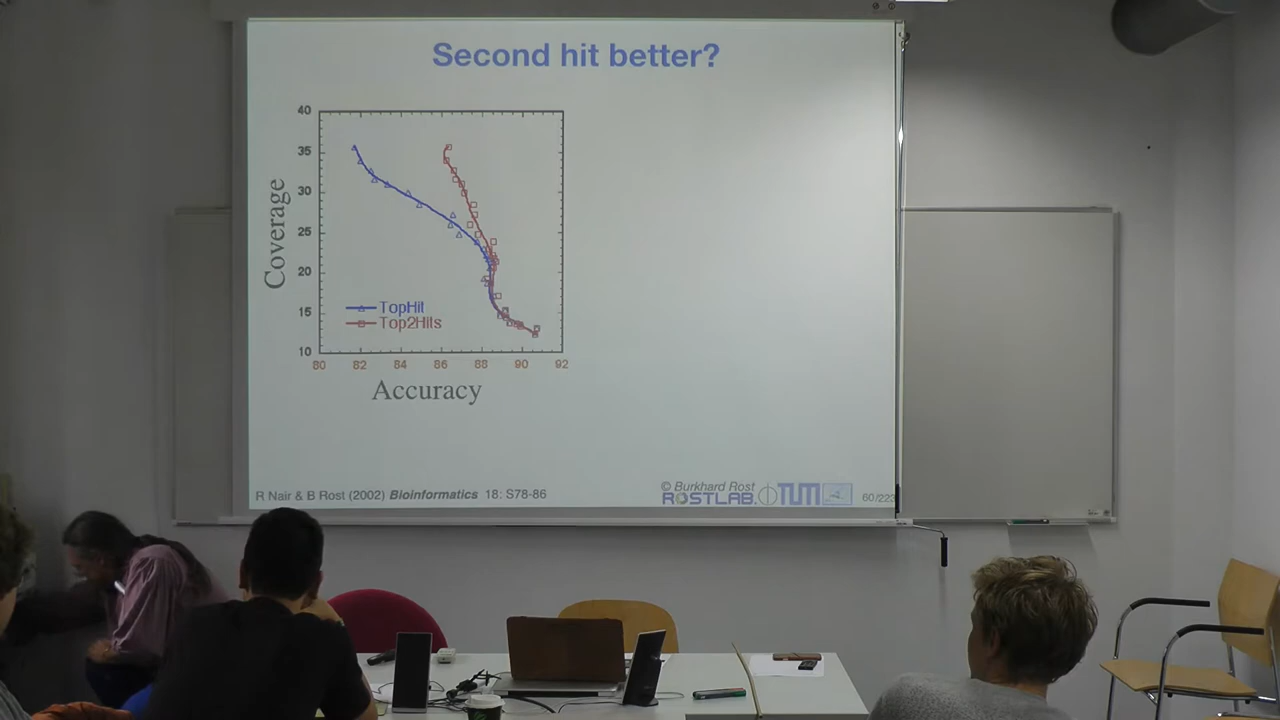 Second hit better?
40
35
30
25
20
15
10
Coverage
TopHit
Top2Hits
80 82 84 86 88 90 92
Accuracy
R Nair & B Rost (2002) Bioinformatics 18: S78-86
© Burkhard Rost
ROSTLAB. TUM
60/223